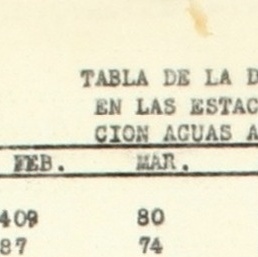 TABLA DE LA D
EN LAS ESTAC
CION AGUAS A
FEB. MAR.
409 80
87 74